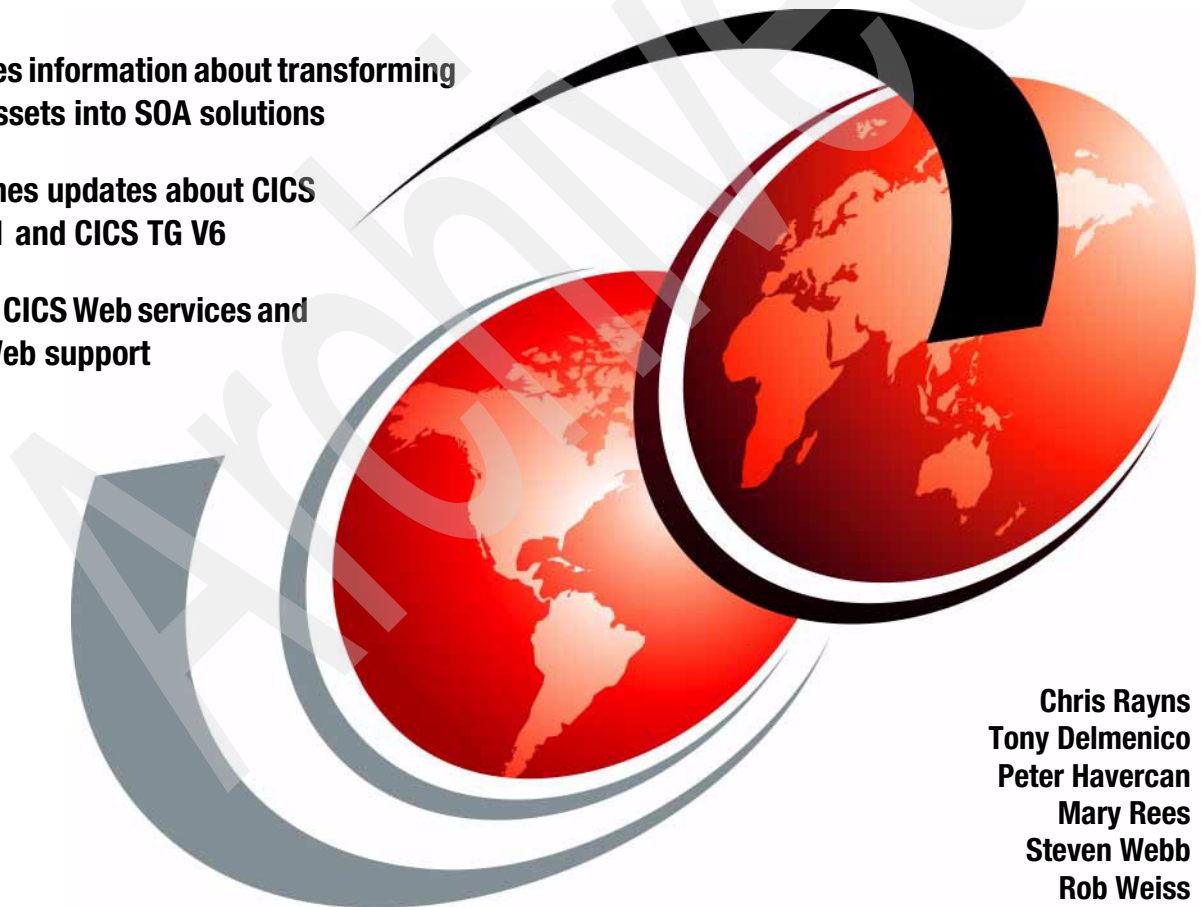 es information about transforming
ssets into SOA solutions
nes updates about CICS
and CICS TG V6
CICS Web services and
eb support
Chris Rayns
Tony Delmenico
Peter Havercan
Mary Rees
Steven Webb
Rob Weiss
Archive